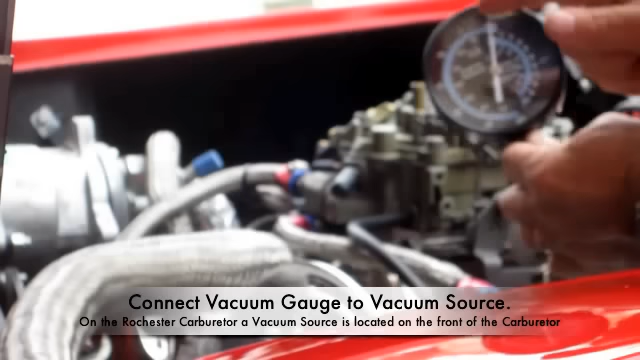 Connect Vacuum Gauge to Vacuum Source.
On the Rochester Carburetor a Vacuum Source is located on the front of the Carburetor